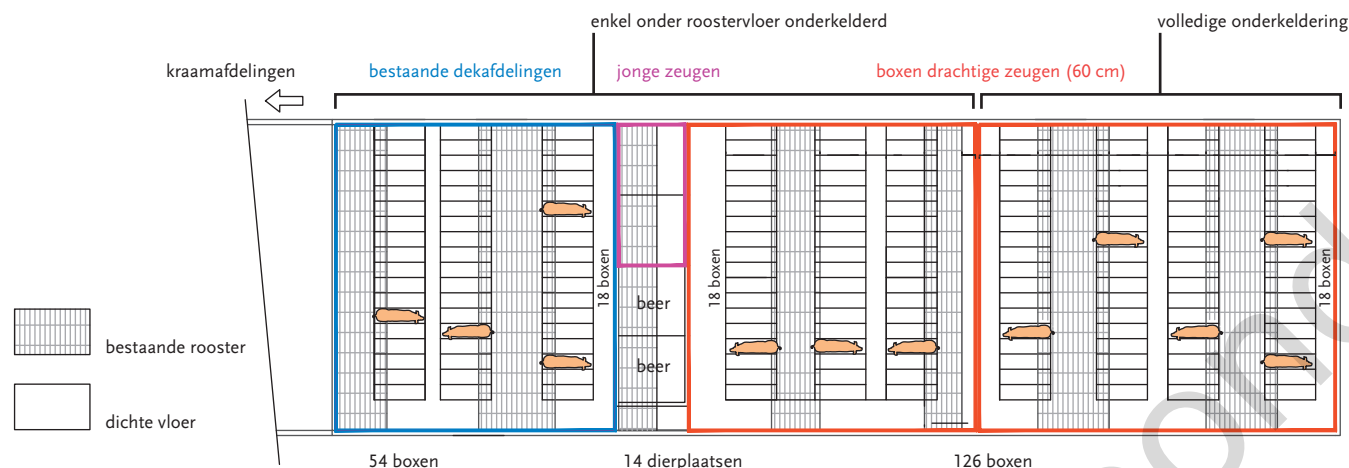 enkel onder roostervloer onderkelderd
volledige onderkeldering
kraamafdelingen
bestaande dekafdelingen
jonge zeugen
boxen drachtige zeugen (60 cm)
18 boxen
beer
beer
18 boxen
18 boxen
bestaande rooster
dichte vloer
54 boxen
14 dierplaatsen
126 boxen
ond